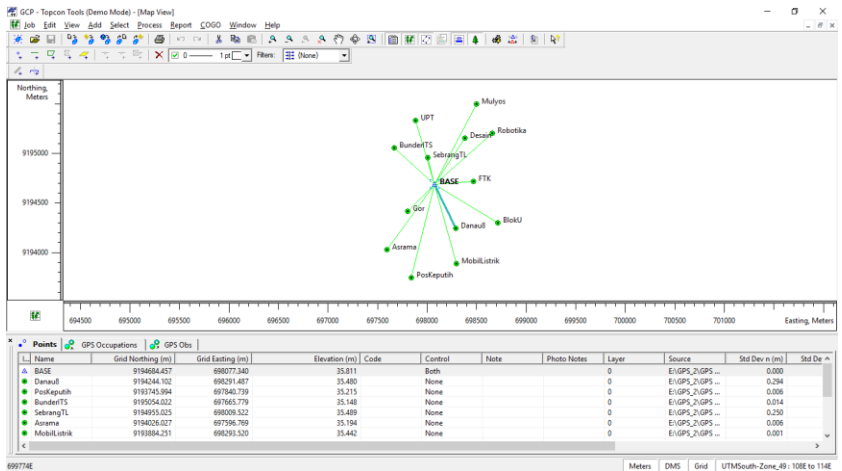 GCP - Topcon Tools (Demo Mode) - [Map View]
Job Edit View Add Select Process Report COGO Window Help
0 1 pt Filters: (None)
Northing, Meters
Mulyos
UPT
Desain Robotika
BunderITS
SebrangTL
9195000
BASE FTK
9194500
Gor
Danau8 BlokU
9194000
Asrama
MobilListrik
PosKeputih
694500 695000 695500 696000 696500 697000 697500 698000 698500 699000 699500 700000 700500 701000 Easting, Meters
Points GPS Occupations GPS Obs
I... Name Grid Northing (m) Grid Easting (m) Elevation (m) Code Control Note Photo Notes Layer Source Std Dev n (m) Std De
BASE 9194684.457 698077.340 35.811 Both 0 E:\GPS_2\GPS ... 0.000
Danau8 9194244.102 698291.487 35.480 None 0 E:\GPS_2\GPS ... 0.294
PosKeputih 9193745.994 697840.739 35.215 None 0 E:\GPS_2\GPS ... 0.006
BunderITS 9195054.022 697665.779 35.148 None 0 E:\GPS_2\GPS ... 0.014
SebrangTL 9194955.025 698009.522 35.489 None 0 E:\GPS_2\GPS ... 0.250
Asrama 9194026.027 697596.769 35.194 None 0 E:\GPS_2\GPS ... 0.006
MobilListrik 9193884.251 698293.520 35.442 None 0 E:\GPS_2\GPS ... 0.001
699774E Meters DMS Grid UTMSouth-Zone_49 : 108E to 114E